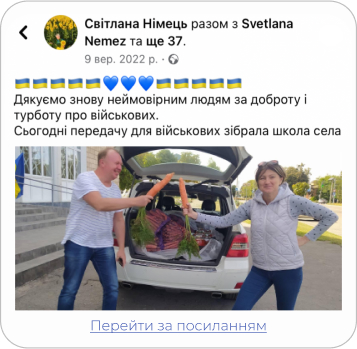 Світлана Німець разом з Svetlana
Nemez та ще 37.
9 вер. 2022 р. ·
🇺🇦🇺🇦🇺🇦🇺🇦🇺🇦💙💙💙🇺🇦🇺🇦🇺🇦🇺🇦🇺🇦
Дякуємо знову неймовірним людям за доброту і
турботу про військових.
Сьогодні передачу для військових зібрала школа села
Перейти за посиланням